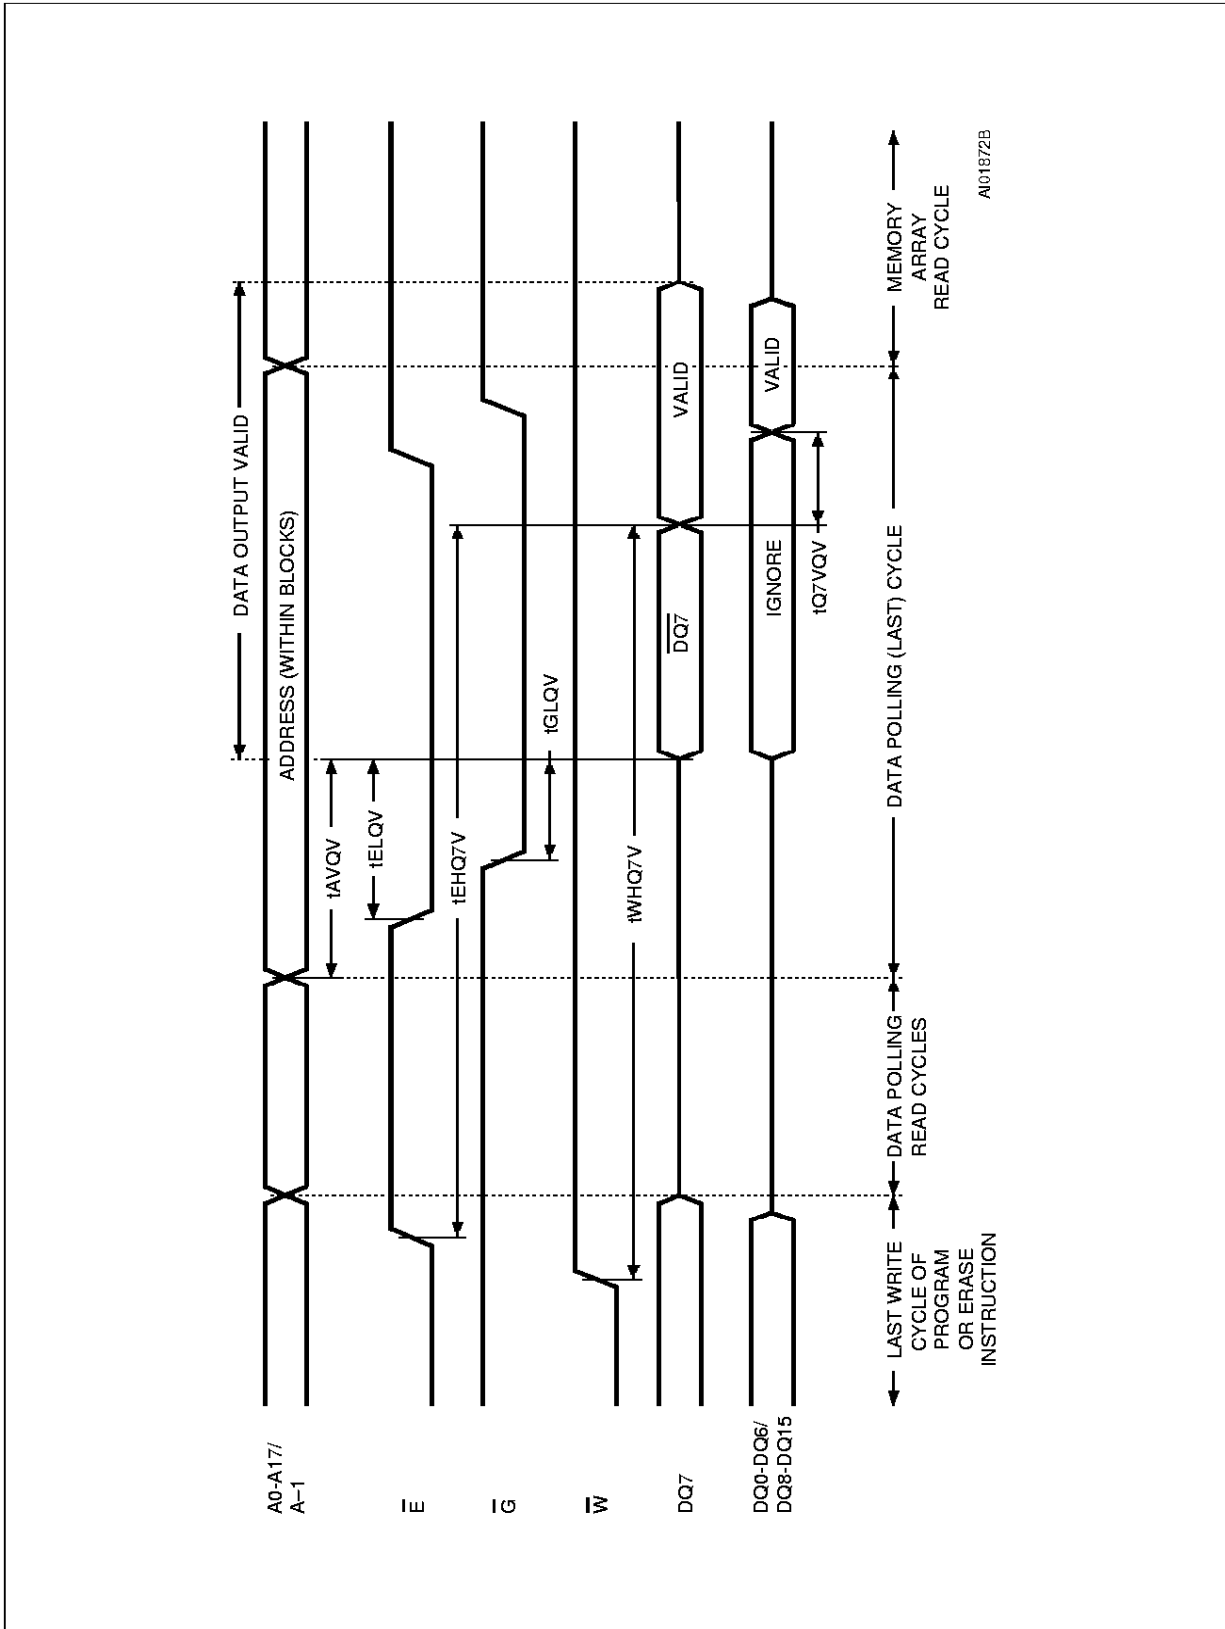 A0-A17/
A–1
E
G
W
DQ7
DQ0-DQ6/
DQ8-DQ15
DATA OUTPUT VALID
ADDRESS (WITHIN BLOCKS)
tAVQV
tELQV
tEHQ7V
tGLQV
tWHQ7V
DQ7
VALID
IGNORE
VALID
tQ7VQV
LAST WRITE
CYCLE OF
PROGRAM
OR ERASE
INSTRUCTION
DATA POLLING
READ CYCLES
DATA POLLING (LAST) CYCLE
MEMORY
ARRAY
READ CYCLE
AI01872B